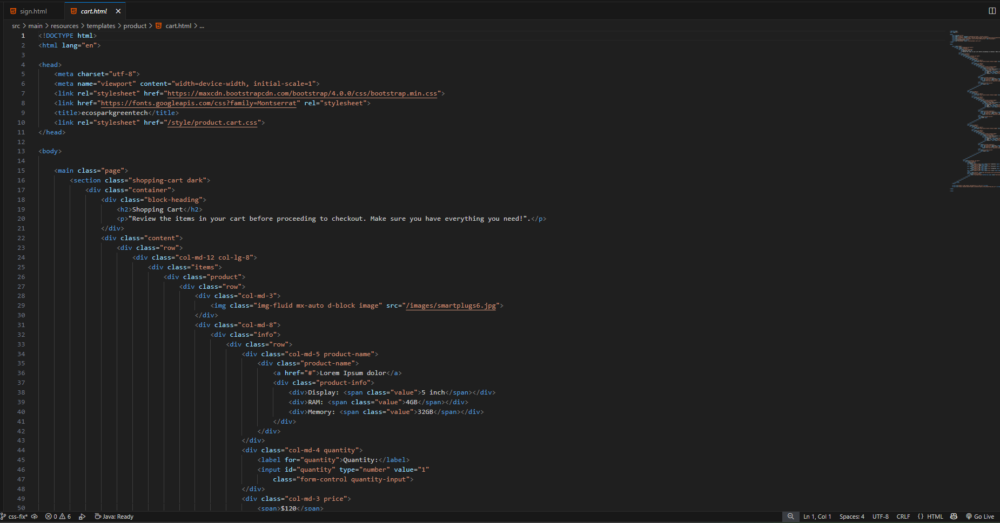 sign.html cart.html
src > main > resources > templates > product > cart.html > ...
1 <!DOCTYPE html>
2 <html lang="en">
3
4 <head>
5 <meta charset="utf-8">
6 <meta name="viewport" content="width=device-width, initial-scale=1">
7 <link rel="stylesheet" href="https://maxcdn.bootstrapcdn.com/bootstrap/4.0.0/css/bootstrap.min.css">
8 <link href="https://fonts.googleapis.com/css?family=Montserrat" rel="stylesheet">
9 <title>ecosparkgreentech</title>
10 <link rel="stylesheet" href="/style/product.cart.css">
11 </head>
12
13 <body>
14
15 <main class="page">
16 <section class="shopping-cart dark">
17 <div class="container">
18 <div class="block-heading">
19 <h2>Shopping Cart</h2>
20 <p>"Review the items in your cart before proceeding to checkout. Make sure you have everything you need!".</p>
21 </div>
22 <div class="content">
23 <div class="row">
24 <div class="col-md-12 col-lg-8">
25 <div class="items">
26 <div class="product">
27 <div class="row">
28 <div class="col-md-3">
29 <img class="img-fluid mx-auto d-block image" src="/images/smartplugs6.jpg">
30 </div>
31 <div class="col-md-8">
32 <div class="info">
33 <div class="row">
34 <div class="col-md-5 product-name">
35 <div class="product-name">
36 <a href="#">Lorem Ipsum dolor</a>
37 <div class="product-info">
38 <div>Display: <span class="value">5 inch</span></div>
39 <div>RAM: <span class="value">4GB</span></div>
40 <div>Memory: <span class="value">32GB</span></div>
41 </div>
42 </div>
43 </div>
44 <div class="col-md-4 quantity">
45 <label for="quantity">Quantity:</label>
46 <input id="quantity" type="number" value="1"
47 class="form-control quantity-input">
48 </div>
49 <div class="col-md-3 price">
50 <span>$120</span>
css-fix* 0 6 Java: Ready Ln 1, Col 1 Spaces: 4 UTF-8 CRLF {} HTML Go Live